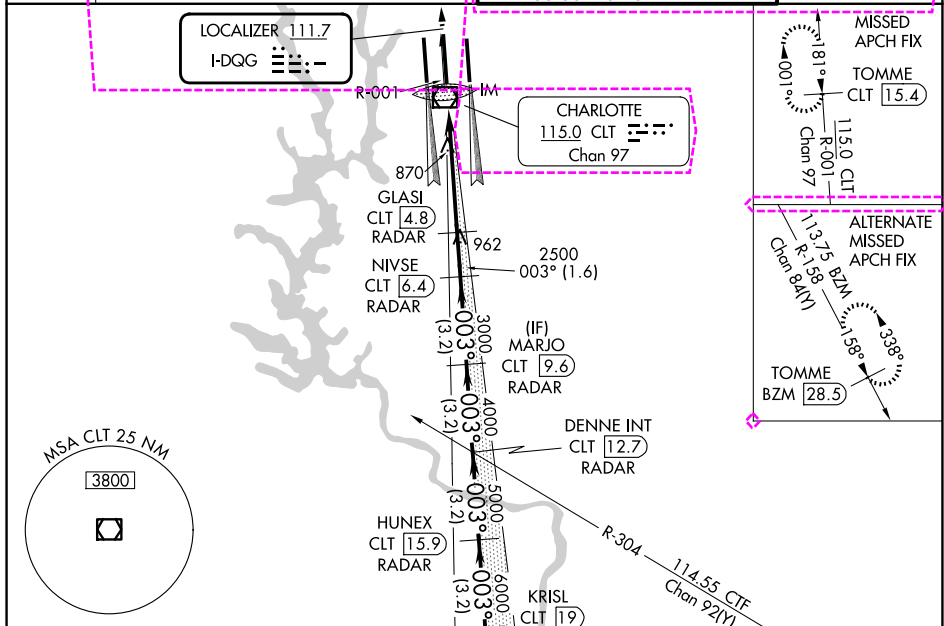 LOCALIZER 111.7
I-DQG
R-001
IM
CHARLOTTE
115.0 CLT
Chan 97
870
GLASI
CLT 4.8
RADAR
962
2500
003° (1.6)
NIVSE
CLT 6.4
RADAR
003°
3000
(3.2)
(IF)
MARJO
CLT 9.6
RADAR
003°
4000
(3.2)
DENNE INT
CLT 12.7
RADAR
003°
5000
(3.2)
HUNEX
CLT 15.9
RADAR
003°
6000
(3.2)
KRISL
CLT 19
R-304
114.55 CTF
Chan 92(Y)
MSA CLT 25 NM
3800
MISSED
APCH FIX
181°
001°
TOMME
CLT 15.4
115.0 CLT
R-001
Chan 97
ALTERNATE
MISSED
APCH FIX
113.75 BZM
R-158
Chan 84(Y)
158°
338°
TOMME
BZM 28.5